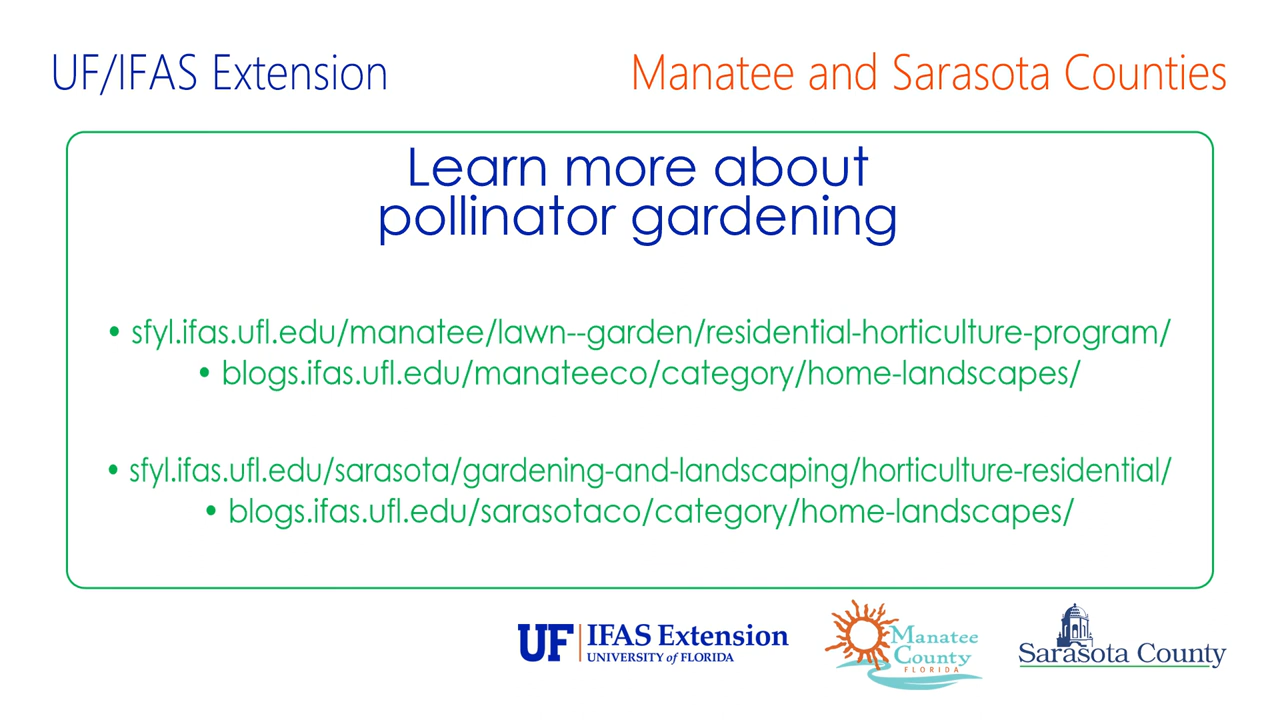 UF/IFAS Extension
Manatee and Sarasota Counties
Learn more about
pollinator gardening
• sfyl.ifas.ufl.edu/manatee/lawn--garden/residential-horticulture-program/
• blogs.ifas.ufl.edu/manateeco/category/home-landscapes/
• sfyl.ifas.ufl.edu/sarasota/gardening-and-landscaping/horticulture-residential/
• blogs.ifas.ufl.edu/sarasotaco/category/home-landscapes/
UF IFAS Extension
UNIVERSITY of FLORIDA
Manatee
County
FLORIDA
Sarasota County